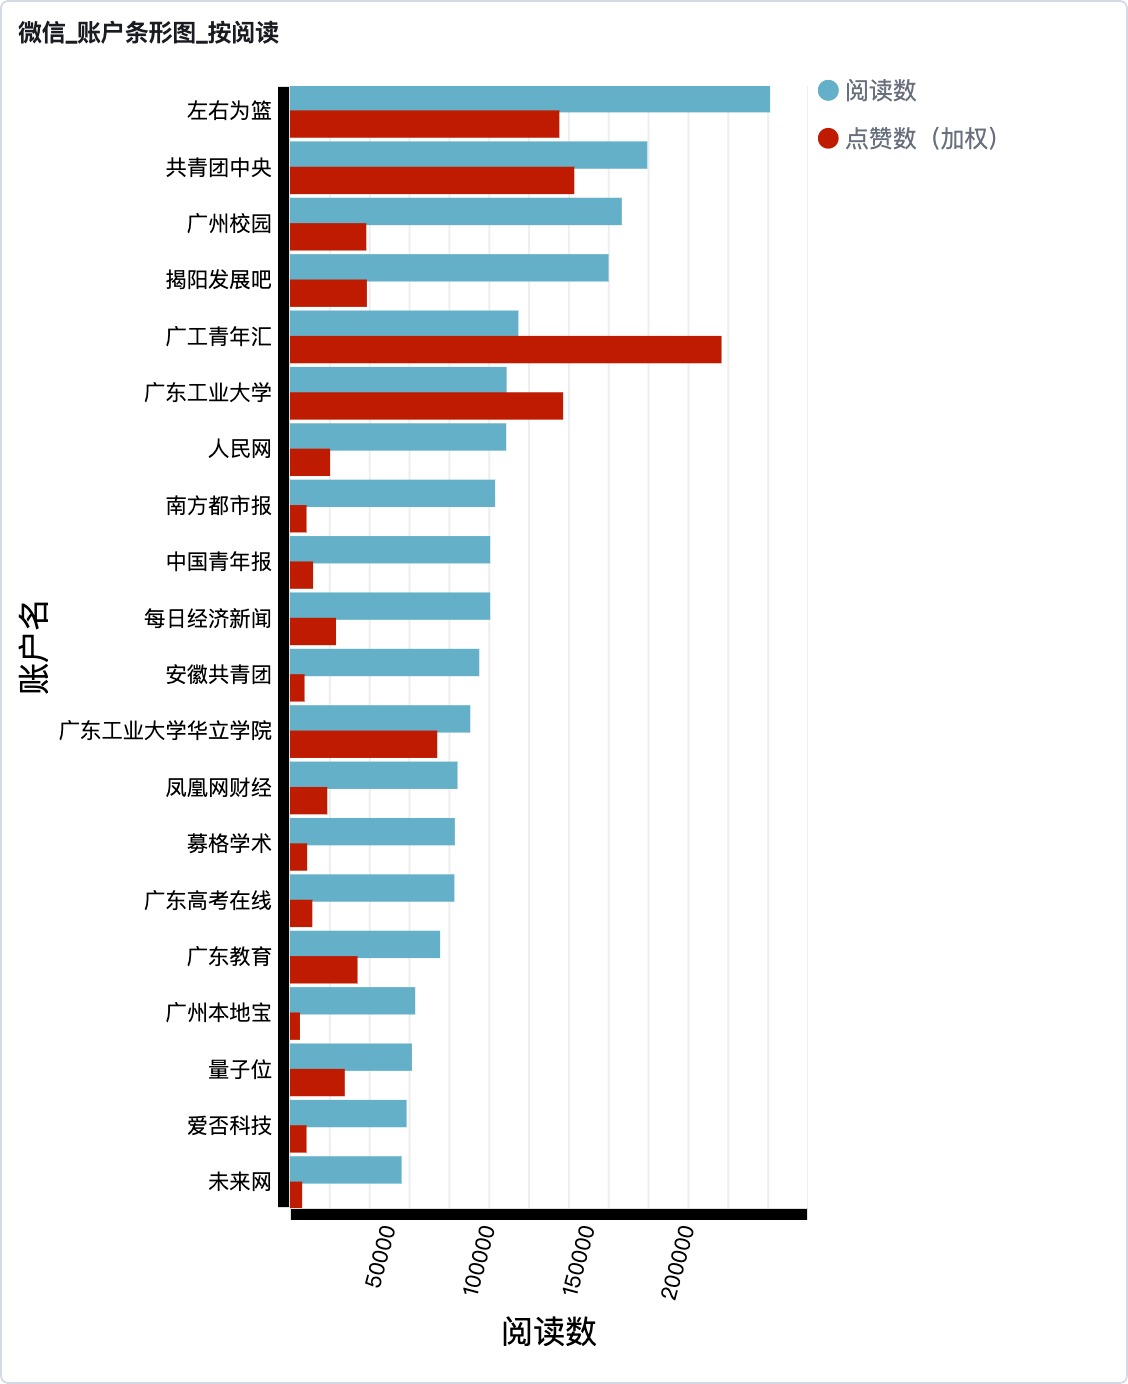 微信_账户条形图_按阅读
阅读数
点赞数（加权）
左右为篮
共青团中央
广州校园
揭阳发展吧
广工青年汇
广东工业大学
人民网
南方都市报
中国青年报
每日经济新闻
安徽共青团
广东工业大学华立学院
凤凰网财经
募格学术
广东高考在线
广东教育
广州本地宝
量子位
爱否科技
未来网
账户名
50000
100000
150000
200000
阅读数